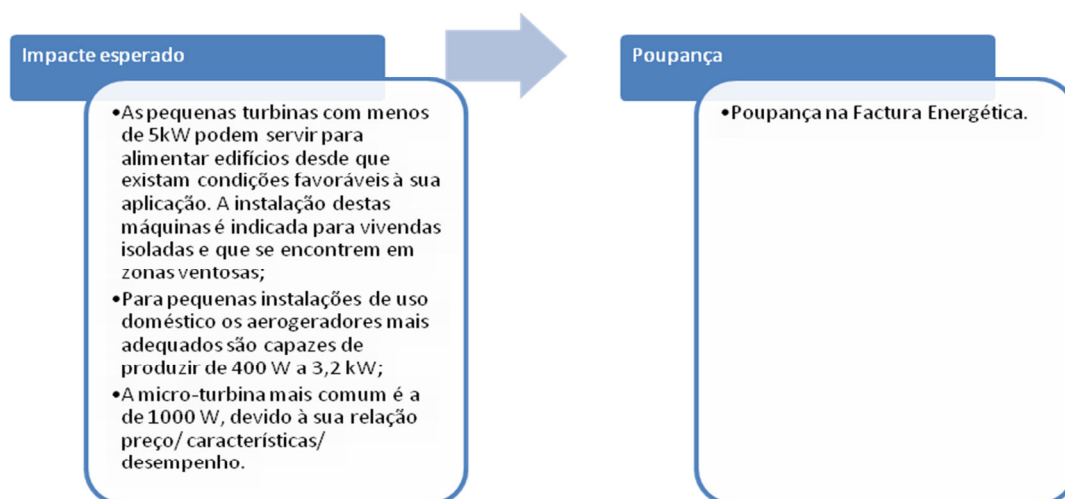 Impacte esperado
•As pequenas turbinas com menos
de 5kW podem servir para
alimentar edifícios desde que
existam condições favoráveis à sua
aplicação. A instalação destas
máquinas é indicada para vivendas
isoladas e que se encontrem em
zonas ventosas;
•Para pequenas instalações de uso
doméstico os aerogeradores mais
adequados são capazes de
produzir de 400 W a 3,2 kW;
•A micro-turbina mais comum é a
de 1000 W, devido à sua relação
preço/ características/
desempenho.
Poupança
•Poupança na Factura Energética.